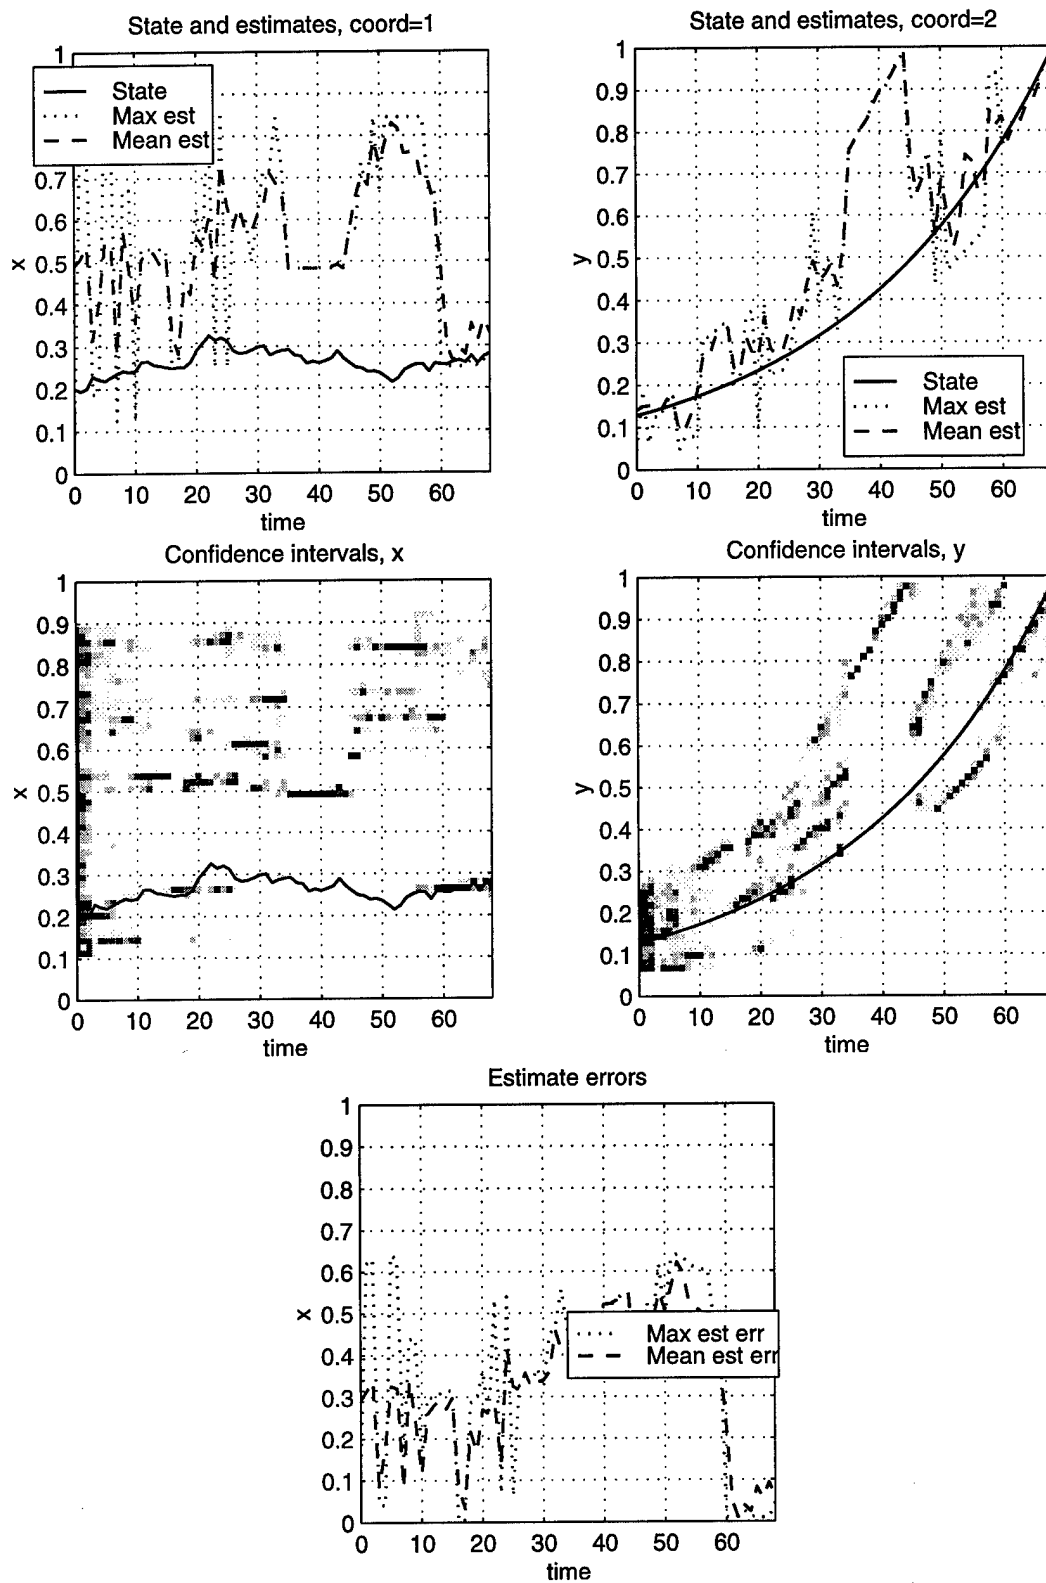 State and estimates, coord=1
1
State
Max est
Mean est
0.7
0.6
0.5
0.4
0.3
0.2
0.1
0
x
0 10 20 30 40 50 60
time
State and estimates, coord=2
1
0.9
0.8
0.7
0.6
0.5
0.4
0.3
0.2
0.1
0
y
State
Max est
Mean est
0 10 20 30 40 50 60
time
Confidence intervals, x
1
0.9
0.8
0.7
0.6
0.5
0.4
0.3
0.2
0.1
0
x
0 10 20 30 40 50 60
time
Confidence intervals, y
1
0.9
0.8
0.7
0.6
0.5
0.4
0.3
0.2
0.1
0
y
0 10 20 30 40 50 60
time
Estimate errors
1
0.9
0.8
0.7
0.6
0.5
0.4
0.3
0.2
0.1
0
x
Max est err
Mean est err
0 10 20 30 40 50 60
time